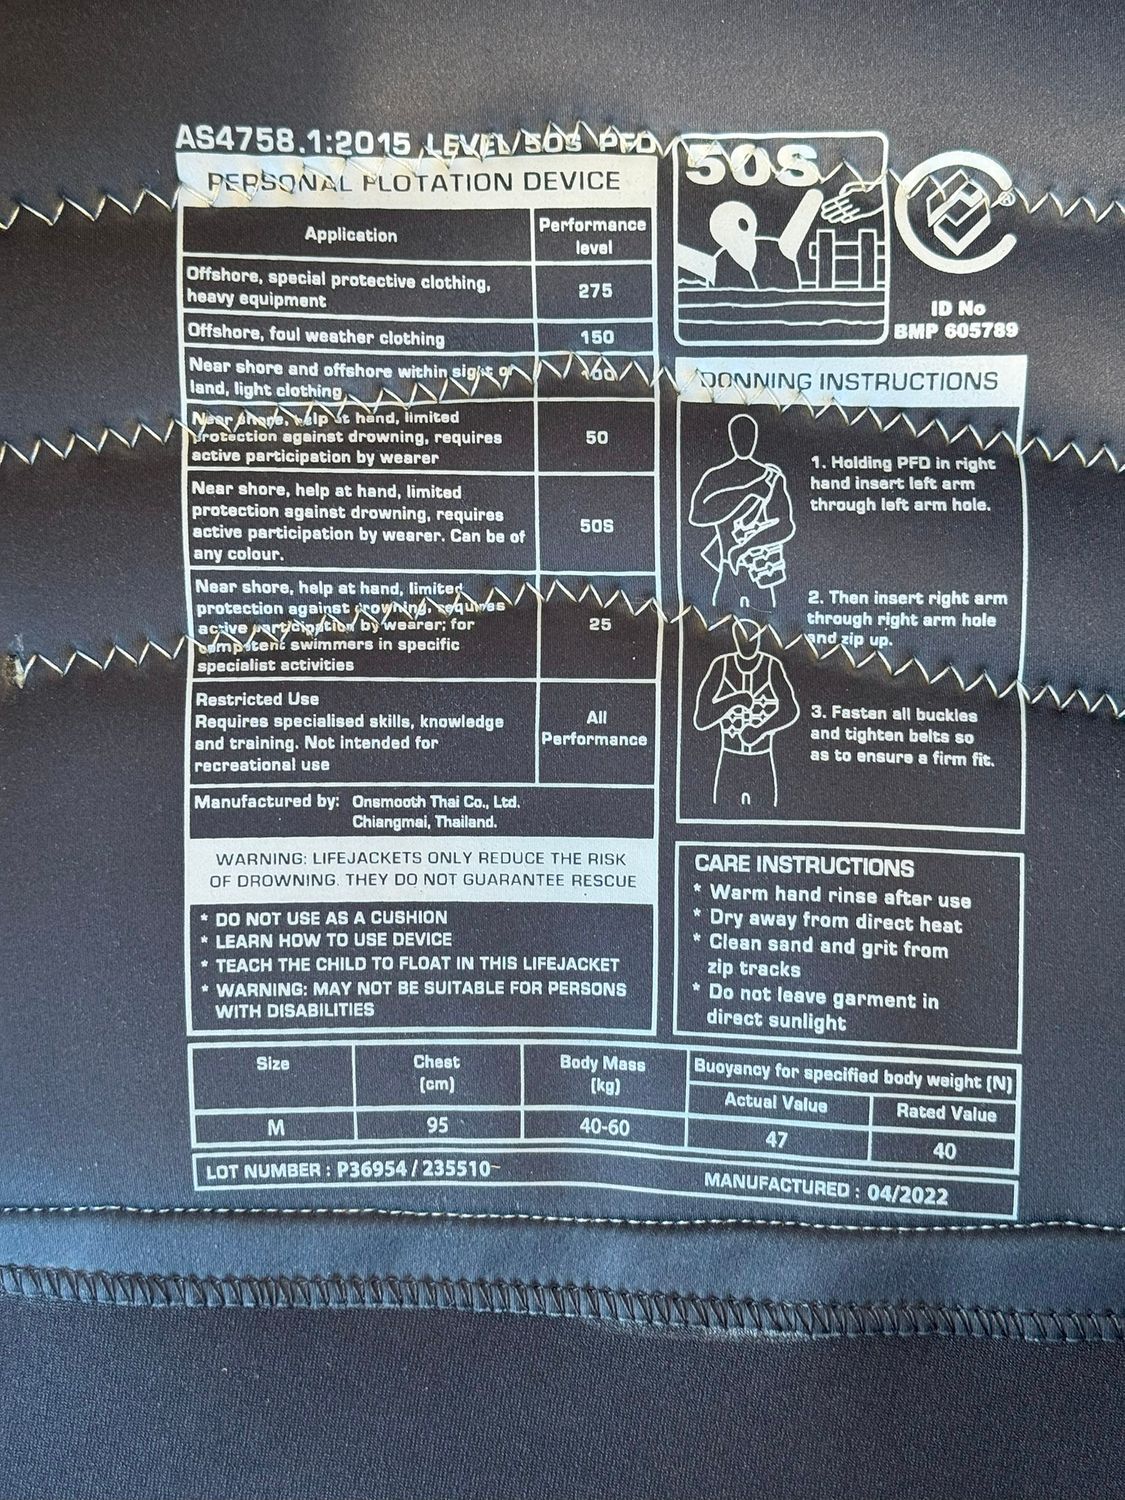 AS4758.1:2015 LEVEL 50S PFD
PERSONAL FLOTATION DEVICE
Application
Performance
level
Offshore, special protective clothing,
heavy equipment
275
Offshore, foul weather clothing
150
Near shore and offshore within sight of
land, light clothing
100
Near shore, help at hand, limited
protection against drowning, requires
active participation by wearer
50
Near shore, help at hand, limited
protection against drowning, requires
active participation by wearer. Can be of
any colour.
50S
Near shore, help at hand, limited
protection against drowning, requires
active participation by wearer; for
competent swimmers in specific
specialist activities
25
Restricted Use
Requires specialised skills, knowledge
and training. Not intended for
recreational use
All
Performance
Manufactured by: Onsmooth Thai Co., Ltd.
Chiangmai, Thailand.
WARNING: LIFEJACKETS ONLY REDUCE THE RISK
OF DROWNING. THEY DO NOT GUARANTEE RESCUE
* DO NOT USE AS A CUSHION
* LEARN HOW TO USE DEVICE
* TEACH THE CHILD TO FLOAT IN THIS LIFEJACKET
* WARNING: MAY NOT BE SUITABLE FOR PERSONS
WITH DISABILITIES
50S
®
ID No
BMP 605789
DONNING INSTRUCTIONS
1. Holding PFD in right
hand insert left arm
through left arm hole.
2. Then insert right arm
through right arm hole
and zip up.
3. Fasten all buckles
and tighten belts so
as to ensure a firm fit.
CARE INSTRUCTIONS
* Warm hand rinse after use
* Dry away from direct heat
* Clean sand and grit from
zip tracks
* Do not leave garment in
direct sunlight
Size
Chest
(cm)
Body Mass
(kg)
Buoyancy for specified body weight (N)
Actual Value
Rated Value
M
95
40-60
47
40
LOT NUMBER : P36954 / 235510
MANUFACTURED : 04/2022